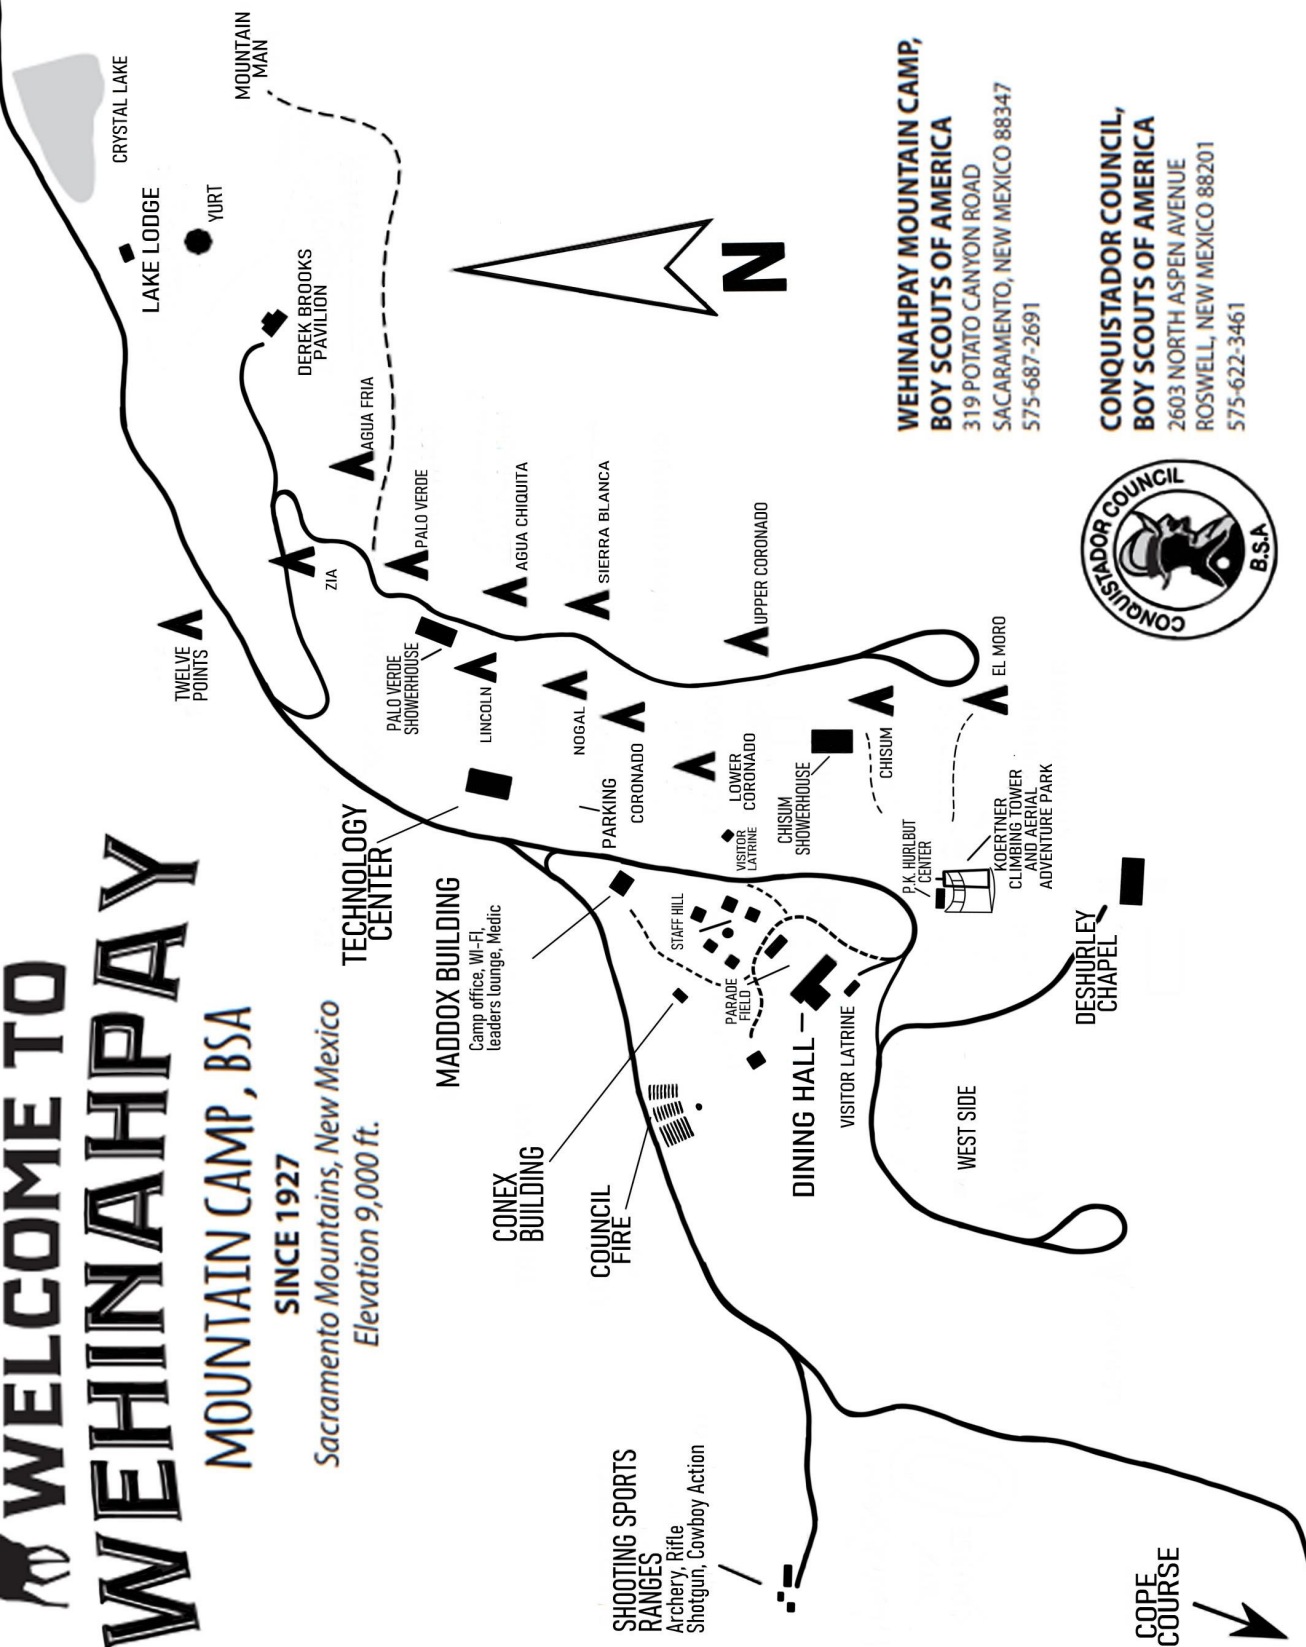 WELCOME TO
WEHINAHPAY
MOUNTAIN CAMP, BSA
SINCE 1927
Sacramento Mountains, New Mexico
Elevation 9,000 ft.
TECHNOLOGY
CENTER
MADDOX BUILDING
Camp office, WI-FI,
leaders lounge, Medic
CONEX
BUILDING
COUNCIL
FIRE
SHOOTING SPORTS
RANGES
Archery, Rifle
Shotgun, Cowboy Action
COPE
COURSE
TWELVE
POINTS
CRYSTAL LAKE
LAKE LODGE
YURT
MOUNTAIN
MAN
DEREK BROOKS
PAVILION
AGUA FRIA
ZIA
PALO VERDE
PALO VERDE
SHOWERHOUSE
LINCOLN
AGUA CHIQUITA
NOGAL
SIERRA BLANCA
PARKING
CORONADO
LOWER
CORONADO
UPPER CORONADO
VISITOR
LATRINE
STAFF HILL
PARADE
FIELD
CHISUM
SHOWERHOUSE
CHISUM
EL MORO
DINING HALL
VISITOR LATRINE
P.K. HURLBUT
CENTER
KOERTNER
CLIMBING TOWER
AND AERIAL
ADVENTURE PARK
DESHURLEY
CHAPEL
WEST SIDE
N
WEHINAHPAY MOUNTAIN CAMP,
BOY SCOUTS OF AMERICA
319 POTATO CANYON ROAD
SACARAMENTO, NEW MEXICO 88347
575-687-2691
CONQUISTADOR COUNCIL,
BOY SCOUTS OF AMERICA
2603 NORTH ASPEN AVENUE
ROSWELL, NEW MEXICO 88201
575-622-3461
CONQUISTADOR COUNCIL
B.S.A